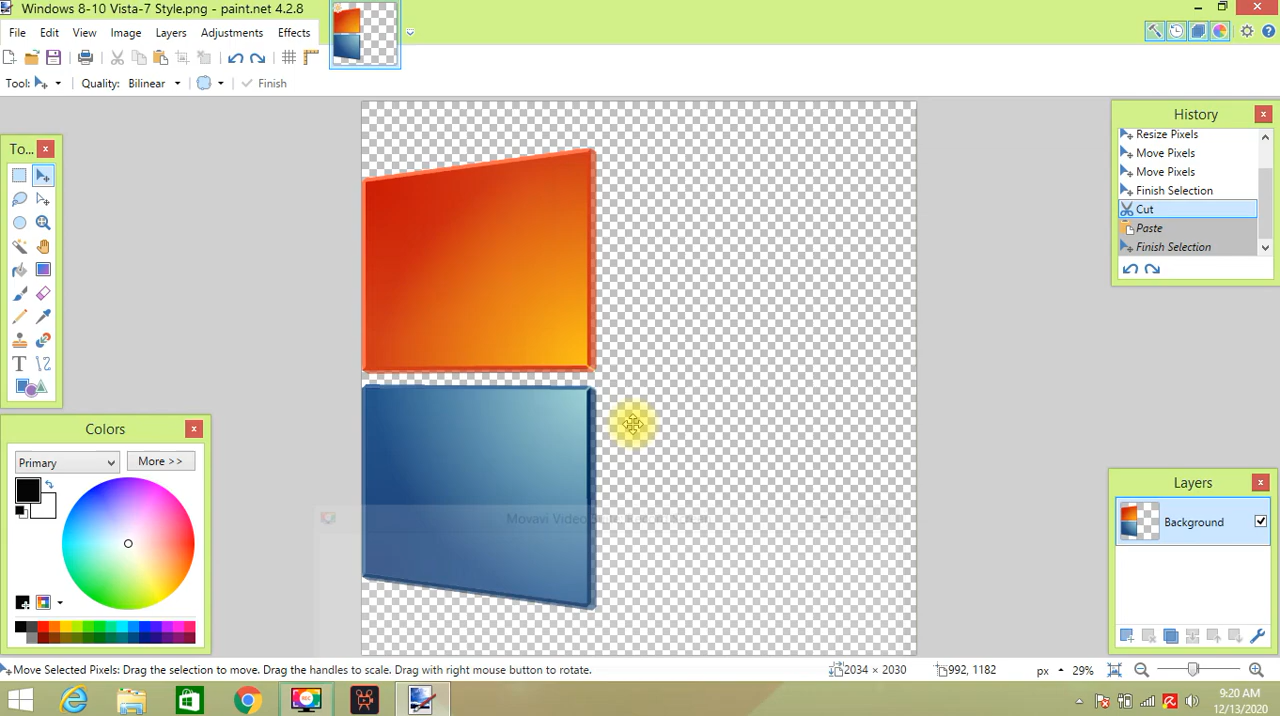 Windows 8-10 Vista-7 Style.png - paint.net 4.2.8
File Edit View Image Layers Adjustments Effects
Tool: Quality: Bilinear Finish
To...
History
Resize Pixels
Move Pixels
Move Pixels
Finish Selection
Cut
Paste
Finish Selection
Colors
Primary
More >>
Movavi Video
Layers
Background
Move Selected Pixels: Drag the selection to move. Drag the handles to scale. Drag with right mouse button to rotate.
2034 × 2030
992, 1182
px
29%
9:20 AM
12/13/2020